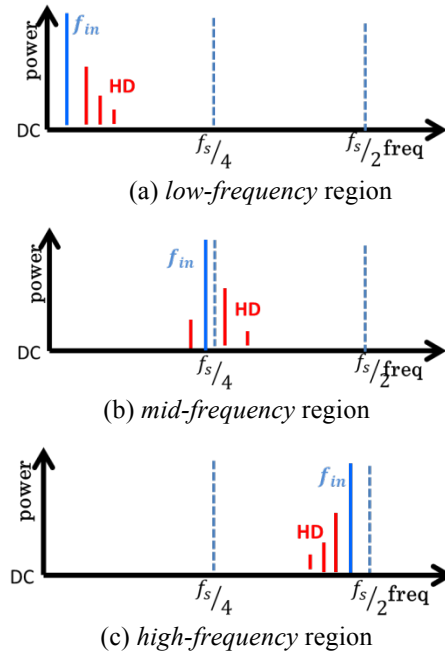 power
f_in
HD
DC
f_s/4
f_s/2 freq
(a) low-frequency region
power
f_in
HD
DC
f_s/4
f_s/2 freq
(b) mid-frequency region
power
f_in
HD
DC
f_s/4
f_s/2 freq
(c) high-frequency region